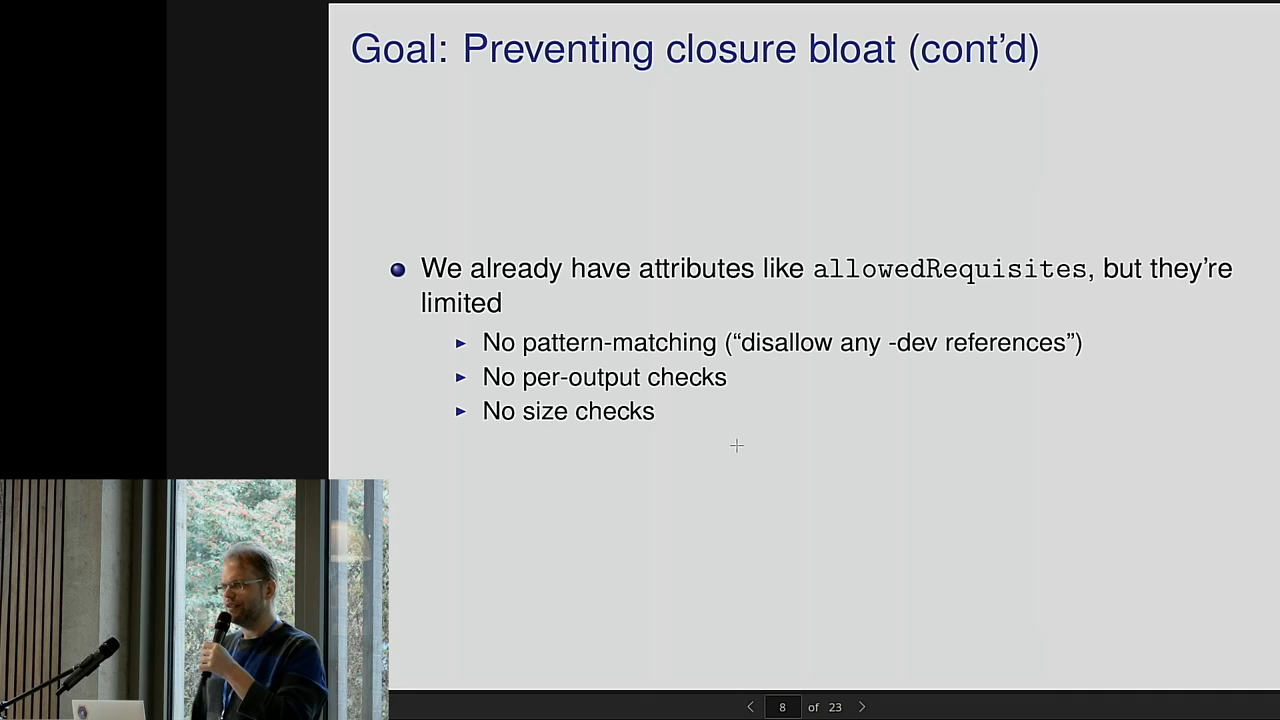 Goal: Preventing closure bloat (cont’d)
We already have attributes like allowedRequisites, but they’re
limited
No pattern-matching (“disallow any -dev references”)
No per-output checks
No size checks
8 of 23